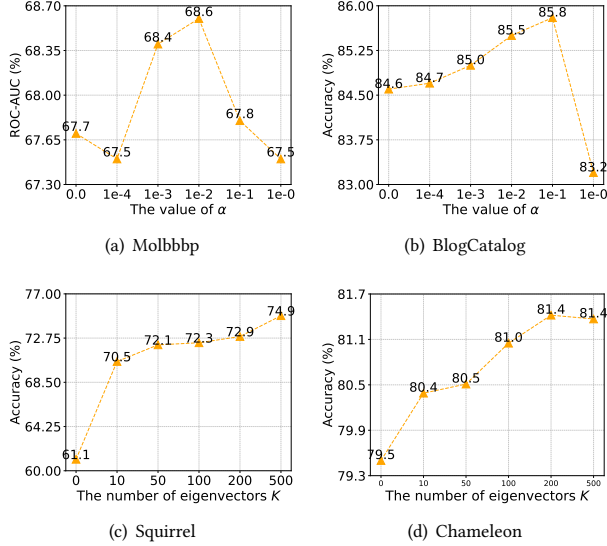 68.70
68.35
68.00
67.65
67.30
ROC-AUC (%)
67.7
67.5
68.4
68.6
67.8
67.5
0.0 1e-4 1e-3 1e-2 1e-1 1e-0
The value of α
(a) Molbbbp
86.00
85.25
84.50
83.75
83.00
Accuracy (%)
84.6
84.7
85.0
85.5
85.8
83.2
0.0 1e-4 1e-3 1e-2 1e-1 1e-0
The value of α
(b) BlogCatalog
77.00
72.75
68.50
64.25
60.00
Accuracy (%)
61.1
70.5
72.1
72.3
72.9
74.9
0 10 50 100 200 500
The number of eigenvectors K
(c) Squirrel
81.7
81.1
80.5
79.9
79.3
Accuracy (%)
79.5
80.4
80.5
81.0
81.4
81.4
0 10 50 100 200 500
The number of eigenvectors K
(d) Chameleon